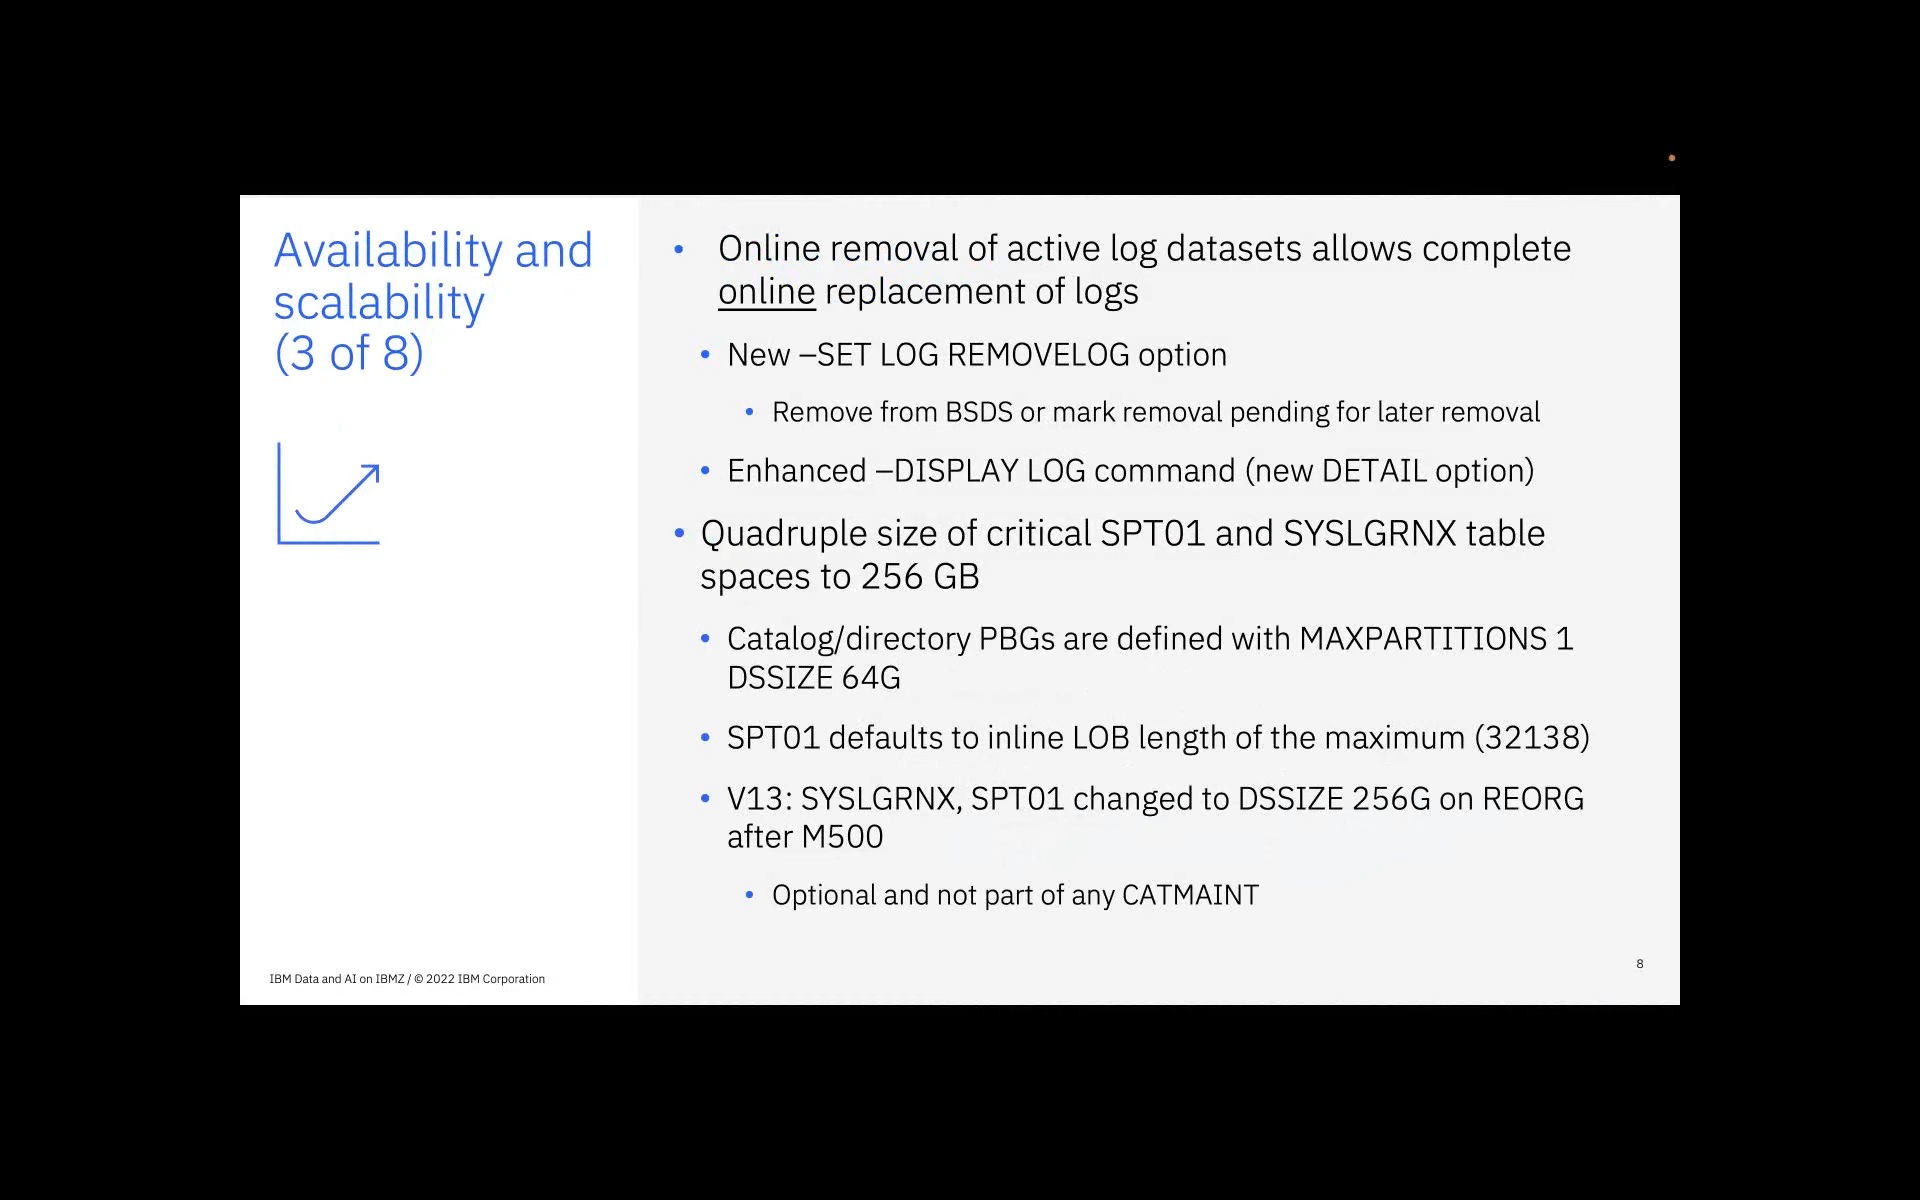 Availability and
scalability
(3 of 8)
• Online removal of active log datasets allows complete
online replacement of logs
• New –SET LOG REMOVELOG option
• Remove from BSDS or mark removal pending for later removal
• Enhanced –DISPLAY LOG command (new DETAIL option)
• Quadruple size of critical SPT01 and SYSLGRNX table
spaces to 256 GB
• Catalog/directory PBGs are defined with MAXPARTITIONS 1
DSSIZE 64G
• SPT01 defaults to inline LOB length of the maximum (32138)
• V13: SYSLGRNX, SPT01 changed to DSSIZE 256G on REORG
after M500
• Optional and not part of any CATMAINT
IBM Data and AI on IBMZ / © 2022 IBM Corporation
8